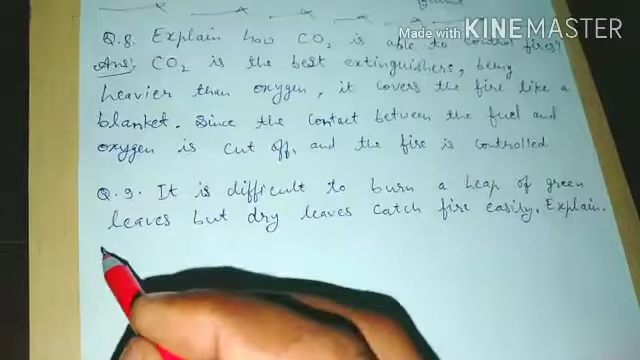 Made with KINEMASTER
Q.8. Explain how CO2 is able to control fires?
Ans: CO2 is the best extinguishers, being
heavier than oxygen, it covers the fire like a
blanket. Since the contact between the fuel and
oxygen is cut off, and the fire is controlled.
Q.9. It is difficult to burn a heap of green
leaves but dry leaves catch fire easily. Explain.